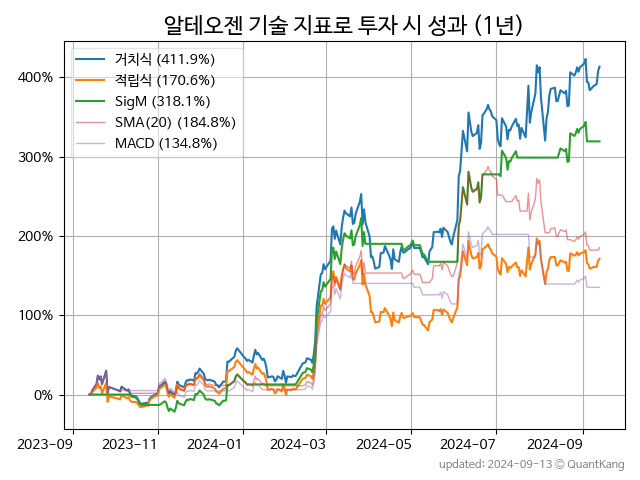 알테오젠 기술 지표로 투자 시 성과 (1년)
거치식 (411.9%)
적립식 (170.6%)
SigM (318.1%)
SMA(20) (184.8%)
MACD (134.8%)
400%
300%
200%
100%
0%
2023-09 2023-11 2024-01 2024-03 2024-05 2024-07 2024-09
updated: 2024-09-13 ⓒ QuantKang